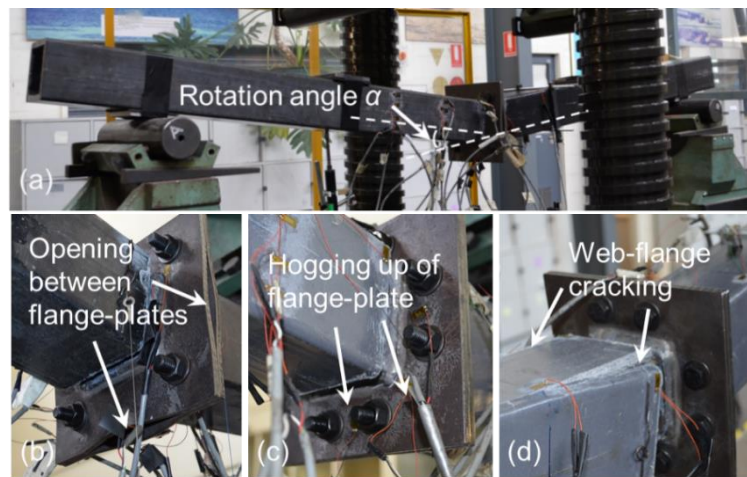 Rotation angle α
(a)
Opening
between
flange-plates
(b)
Hogging up of
flange-plate
(c)
Web-flange
cracking
(d)